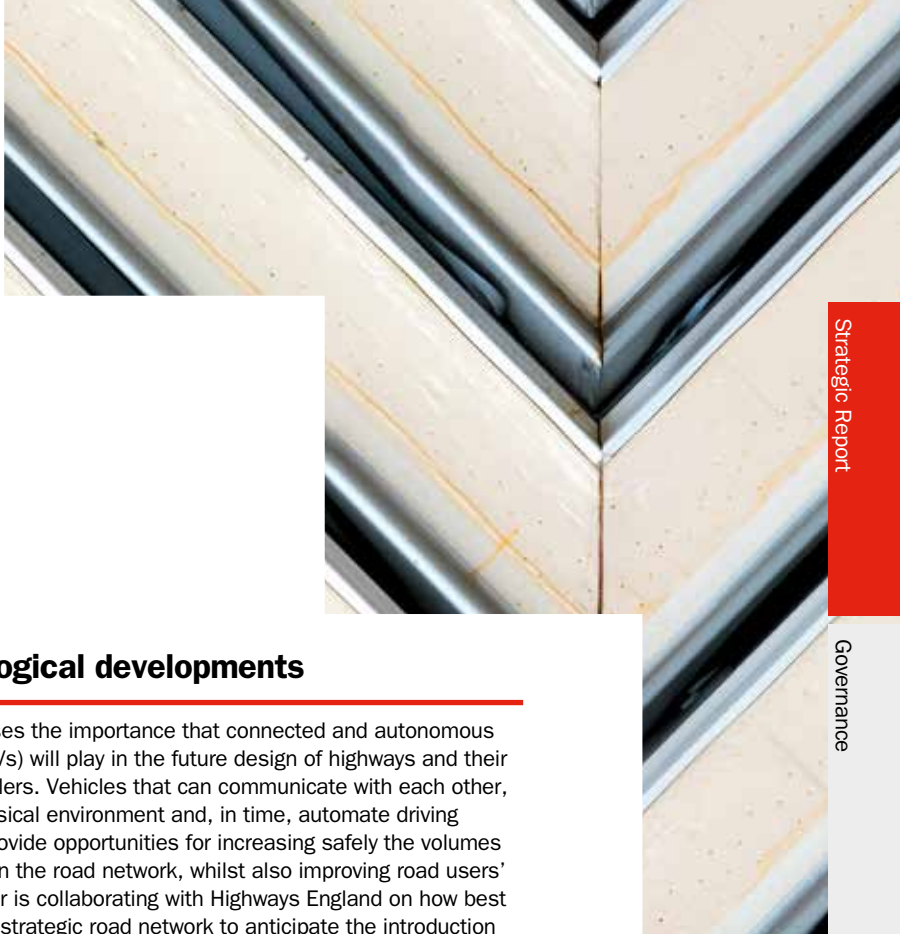 ogical developments
es the importance that connected and autonomous
/s) will play in the future design of highways and their
lers. Vehicles that can communicate with each other,
sical environment and, in time, automate driving
ovide opportunities for increasing safely the volumes
n the road network, whilst also improving road users'
r is collaborating with Highways England on how best
strategic road network to anticipate the introduction
Strategic Report
Governance